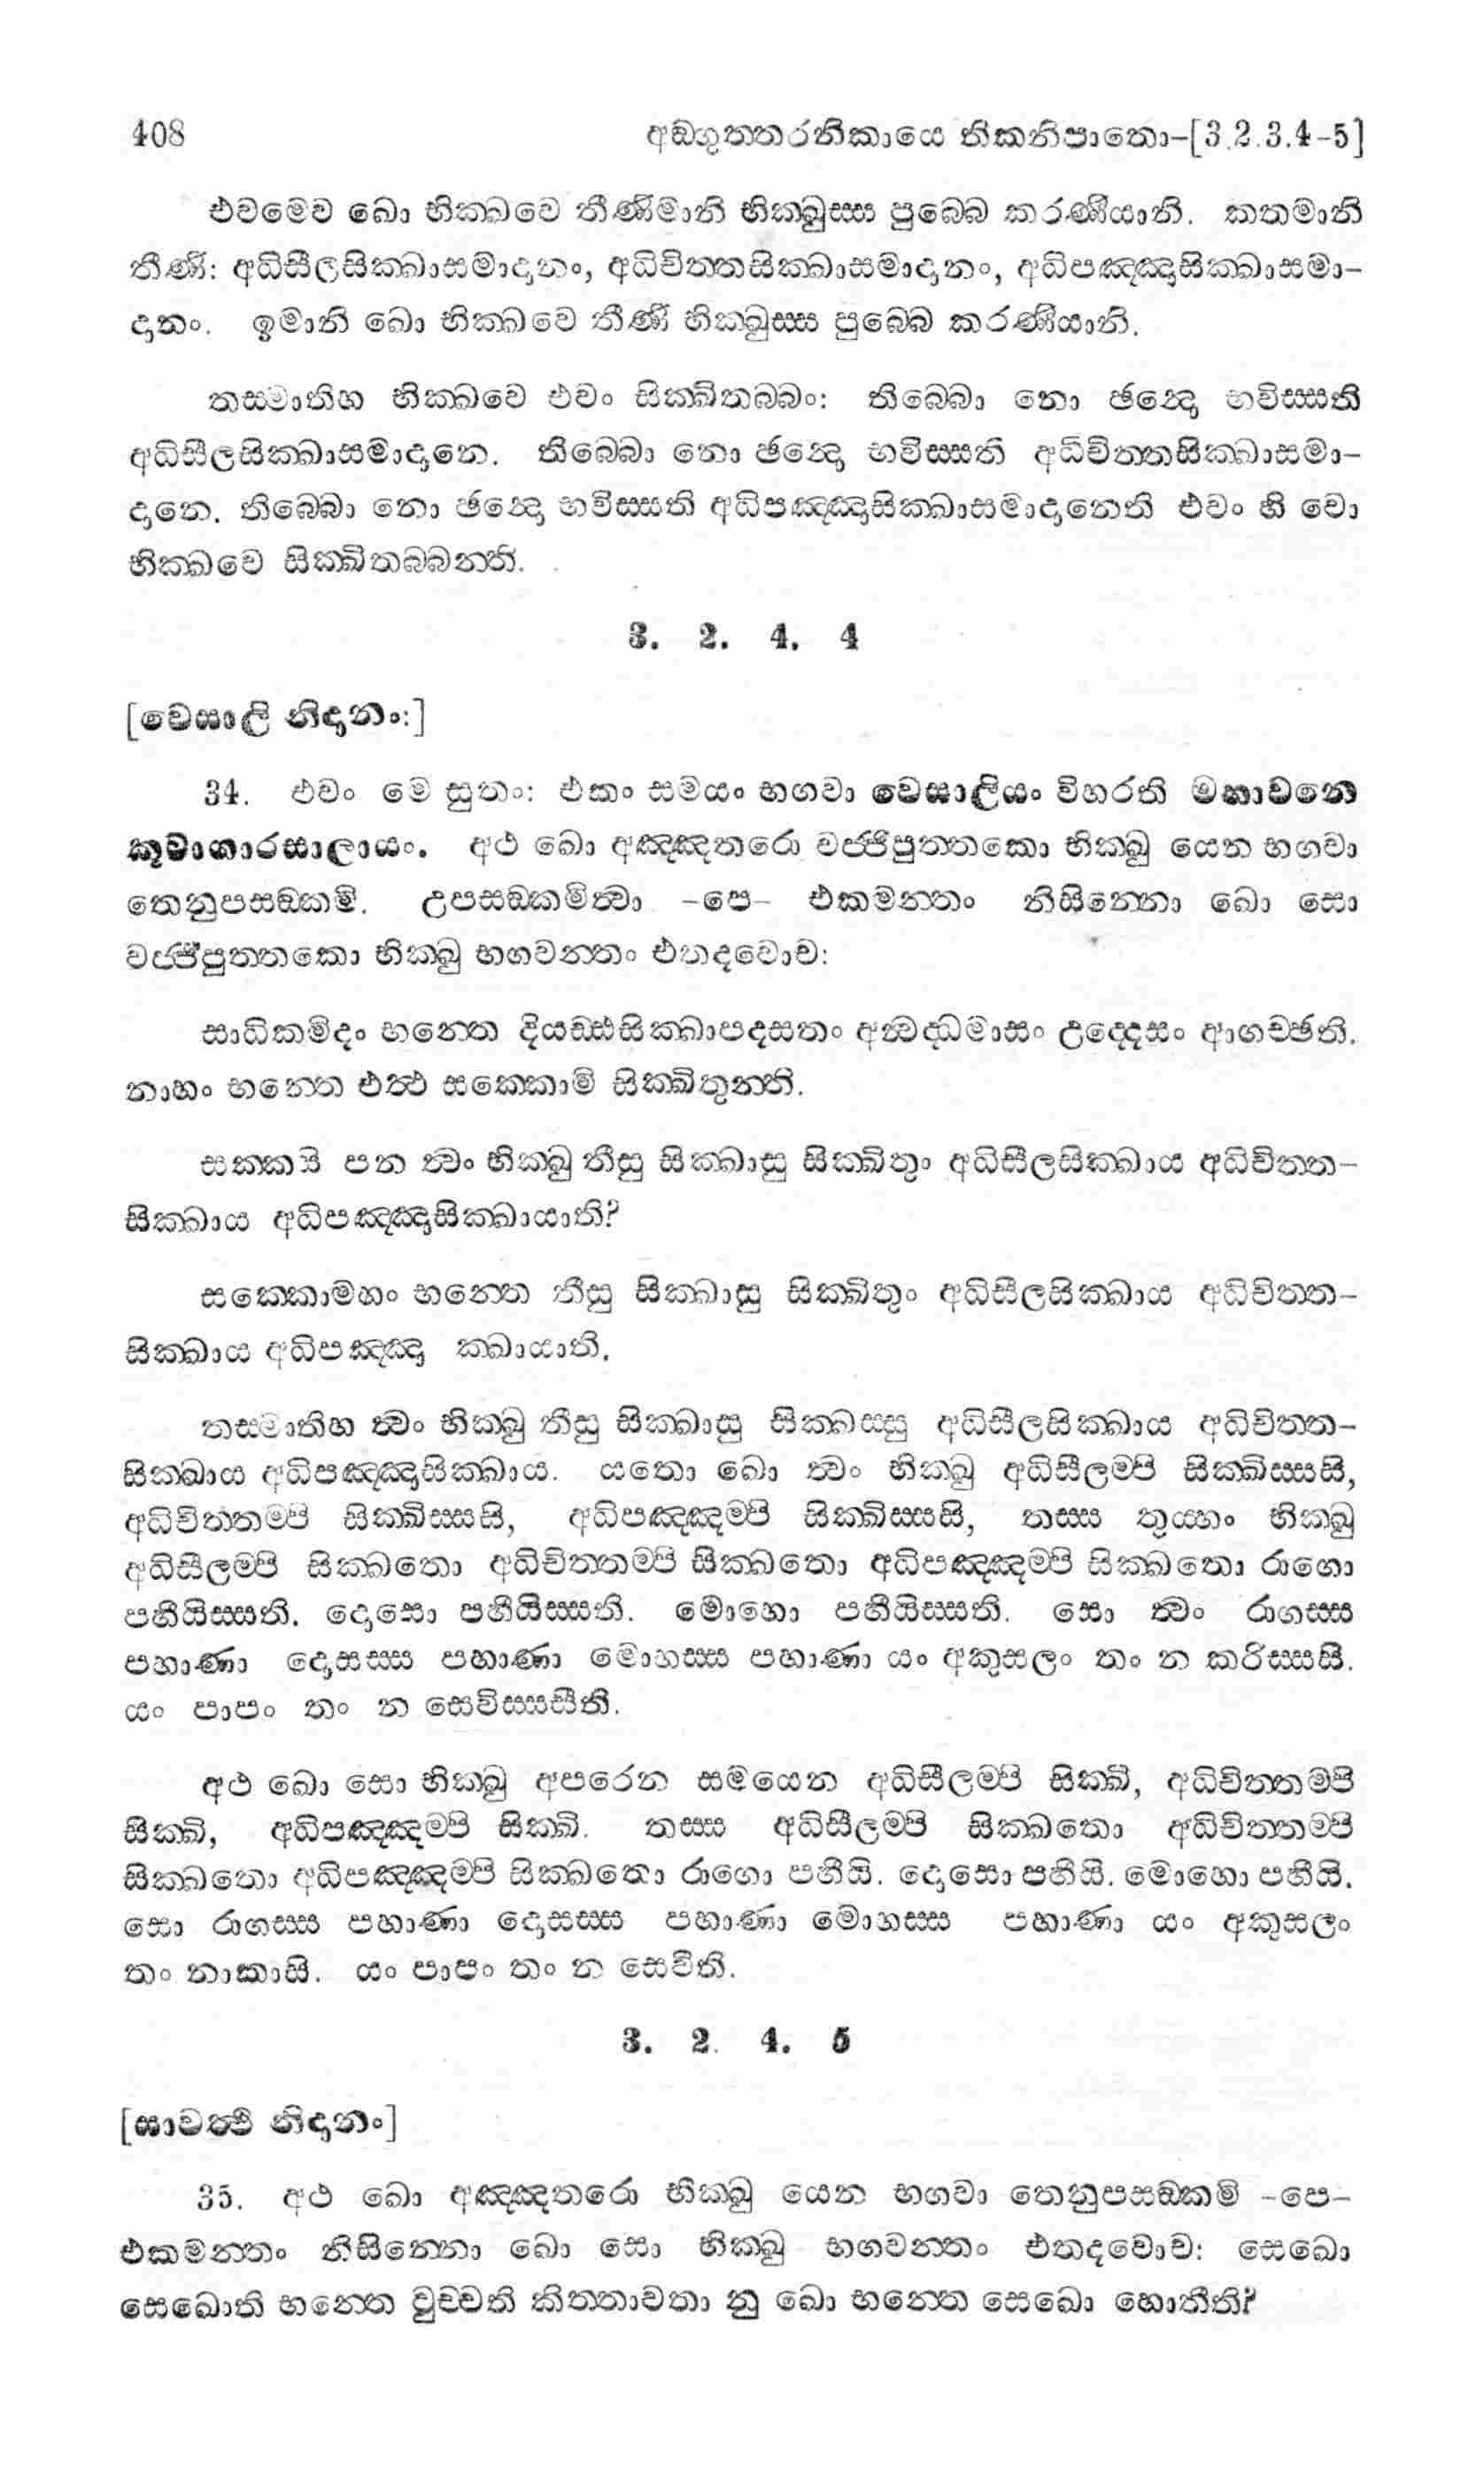 408 අඞ්ගුත්තරනිකායෙ තිකනිපාතො–[3.2.3.4-5]
එවමෙව ඛො භික්ඛවෙ තීණිමානි භික්ඛුස්ස පුබ්බෙ කරණීයානි. කතමානි
තීණි: අධිසීලසික්ඛාසමාදානං, අධිචිත්තසික්ඛාසමාදානං, අධිපඤ්ඤාසික්ඛාසමා-
දානං. ඉමානි ඛො භික්ඛවෙ තීණි භික්ඛුස්ස පුබ්බෙ කරණීයානි.
තස්මාතිහ භික්ඛවෙ එවං සික්ඛිතබ්බං: තිබ්බො නො ඡන්දො භවිස්සති
අධිසීලසික්ඛාසමාදානෙ. තිබ්බො නො ඡන්දො භවිස්සති අධිචිත්තසික්ඛාසමා-
දානෙ. තිබ්බො නො ඡන්දො භවිස්සති අධිපඤ්ඤාසික්ඛාසමාදානෙති එවං හි වො
භික්ඛවෙ සික්ඛිතබ්බන්ති.
3. 2. 4. 4
[වෙසාලි නිදානං:]
34. එවං මෙ සුතං: එකං සමයං භගවා වෙසාලියං විහරති මහාවනෙ
කූටාගාරසාලායං. අථ ඛො අඤ්ඤතරො වජ්ජිපුත්තකො භික්ඛු යෙන භගවා
තෙනුපසඞ්කමි. උපසඞ්කමිත්වා -පෙ- එකමන්තං නිසින්නො ඛො සො
වජ්ජිපුත්තකො භික්ඛු භගවන්තං එතදවොච:
සාධිකමිදං භන්තෙ දියඩ්ඪසික්ඛාපදසතං අන්වද්ධමාසං උද්දෙසං ආගච්ඡති.
නාහං භන්තෙ එත්ථ සක්කොමි සික්ඛිතුන්ති.
සක්කසි පන ත්වං භික්ඛු තීසු සික්ඛාසු සික්ඛිතුං අධිසීලසික්ඛාය අධිචිත්ත-
සික්ඛාය අධිපඤ්ඤාසික්ඛායාති?
සක්කොමහං භන්තෙ තීසු සික්ඛාසු සික්ඛිතුං අධිසීලසික්ඛාය අධිචිත්ත-
සික්ඛාය අධිපඤ්ඤා ක්ඛායාති.
තස්මාතිහ ත්වං භික්ඛු තීසු සික්ඛාසු සික්ඛස්සු අධිසීලසික්ඛාය අධිචිත්ත-
සික්ඛාය අධිපඤ්ඤාසික්ඛාය. යතො ඛො ත්වං භික්ඛු අධිසීලම්පි සික්ඛිස්සසි,
අධිචිත්තම්පි සික්ඛිස්සසි, අධිපඤ්ඤම්පි සික්ඛිස්සසි, තස්ස තුය්හං භික්ඛු
අධිසීලම්පි සික්ඛතො අධිචිත්තම්පි සික්ඛතො අධිපඤ්ඤම්පි සික්ඛතො රාගො
පහීයිස්සති. දොසො පහීයිස්සති. මොහො පහීයිස්සති. සො ත්වං රාගස්ස
පහාණා දොසස්ස පහාණා මොහස්ස පහාණා යං අකුසලං තං න කරිස්සසි.
යං පාපං තං න සෙවිස්සසීති.
අථ ඛො සො භික්ඛු අපරෙන සමයෙන අධිසීලම්පි සික්ඛි, අධිචිත්තම්පි
සික්ඛි, අධිපඤ්ඤම්පි සික්ඛි. තස්ස අධිසීලම්පි සික්ඛතො අධිචිත්තම්පි
සික්ඛතො අධිපඤ්ඤම්පි සික්ඛතො රාගො පහීයි. දොසො පහීයි. මොහො පහීයි.
සො රාගස්ස පහාණා දොසස්ස පහාණා මොහස්ස පහාණා යං අකුසලං
තං නාකාසි. යං පාපං තං න සෙවීති.
3. 2. 4. 5
[සාවත්ථි නිදානං]
35. අථ ඛො අඤ්ඤතරො භික්ඛු යෙන භගවා තෙනුපසඞ්කමි -පෙ-
එකමන්තං නිසින්නො ඛො සො භික්ඛු භගවන්තං එතදවොච: සෙඛො
සෙඛොති භන්තෙ වුච්චති කිත්තාවතා නු ඛො භන්තෙ සෙඛො හොතීති?